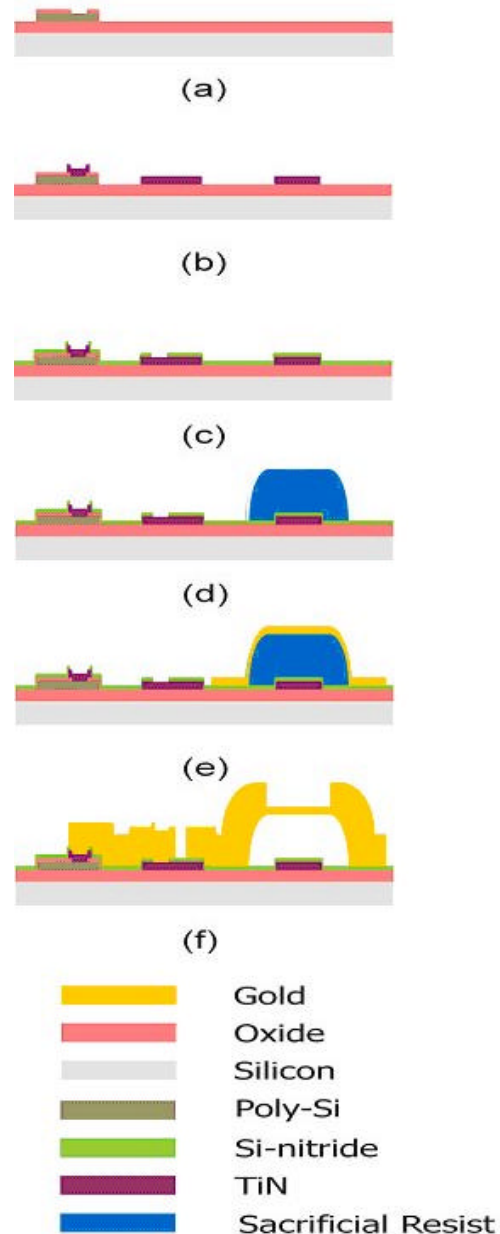 (a)
(b)
(c)
(d)
(e)
(f)
Gold
Oxide
Silicon
Poly-Si
Si-nitride
TiN
Sacrificial Resist